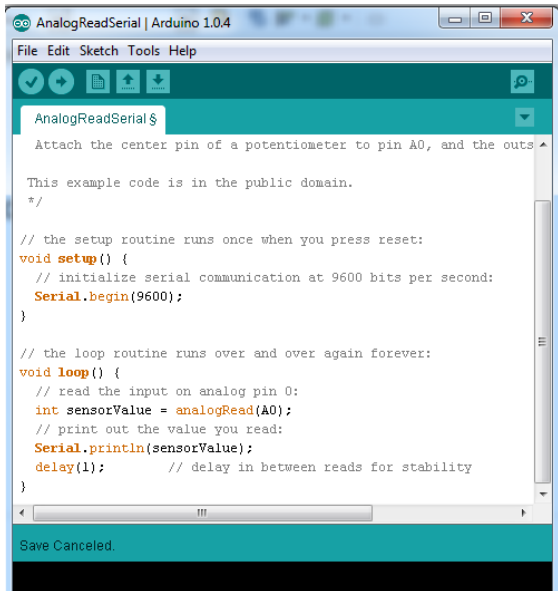 AnalogReadSerial | Arduino 1.0.4
File Edit Sketch Tools Help
AnalogReadSerial §
Attach the center pin of a potentiometer to pin A0, and the outs
This example code is in the public domain.
*/
// the setup routine runs once when you press reset:
void setup() {
// initialize serial communication at 9600 bits per second:
Serial.begin(9600);
}
// the loop routine runs over and over again forever:
void loop() {
// read the input on analog pin 0:
int sensorValue = analogRead(A0);
// print out the value you read:
Serial.println(sensorValue);
delay(1);        // delay in between reads for stability
}
Save Canceled.